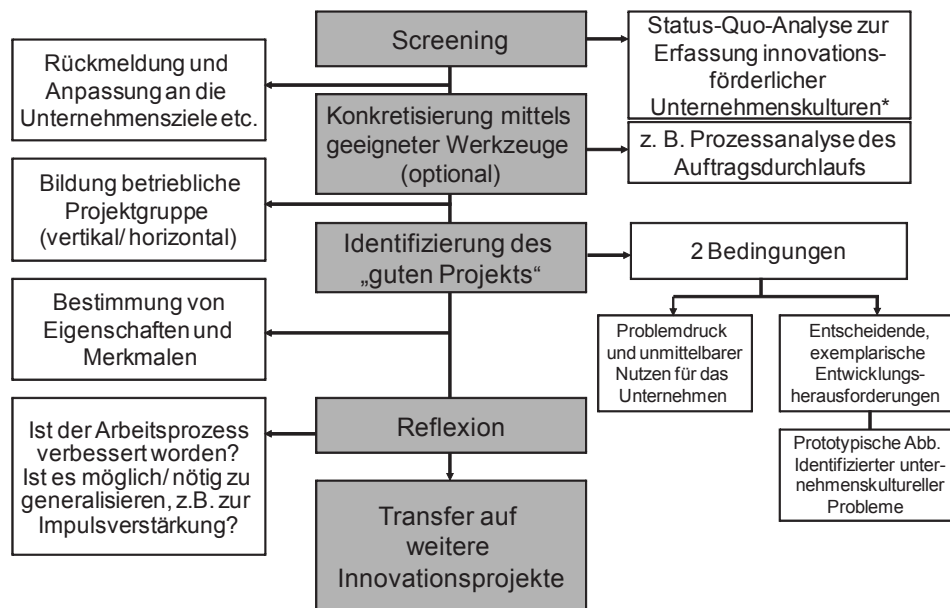 Screening
Status-Quo-Analyse zur
Erfassung innovations-
förderlicher
Unternehmenskulturen*
Rückmeldung und
Anpassung an die
Unternehmensziele etc.
Konkretisierung mittels
geeigneter Werkzeuge
(optional)
z. B. Prozessanalyse des
Auftragsdurchlaufs
Bildung betriebliche
Projektgruppe
(vertikal/ horizontal)
Identifizierung des
„guten Projekts“
2 Bedingungen
Bestimmung von
Eigenschaften und
Merkmalen
Problemdruck
und unmittelbarer
Nutzen für das
Unternehmen
Entscheidende,
exemplarische
Entwicklungs-
herausforderungen
Prototypische Abb.
Identifizierter unter-
nehmenskultureller
Probleme
Reflexion
Ist der Arbeitsprozess
verbessert worden?
Ist es möglich/ nötig zu
generalisieren, z.B. zur
Impulsverstärkung?
Transfer auf
weitere
Innovationsprojekte